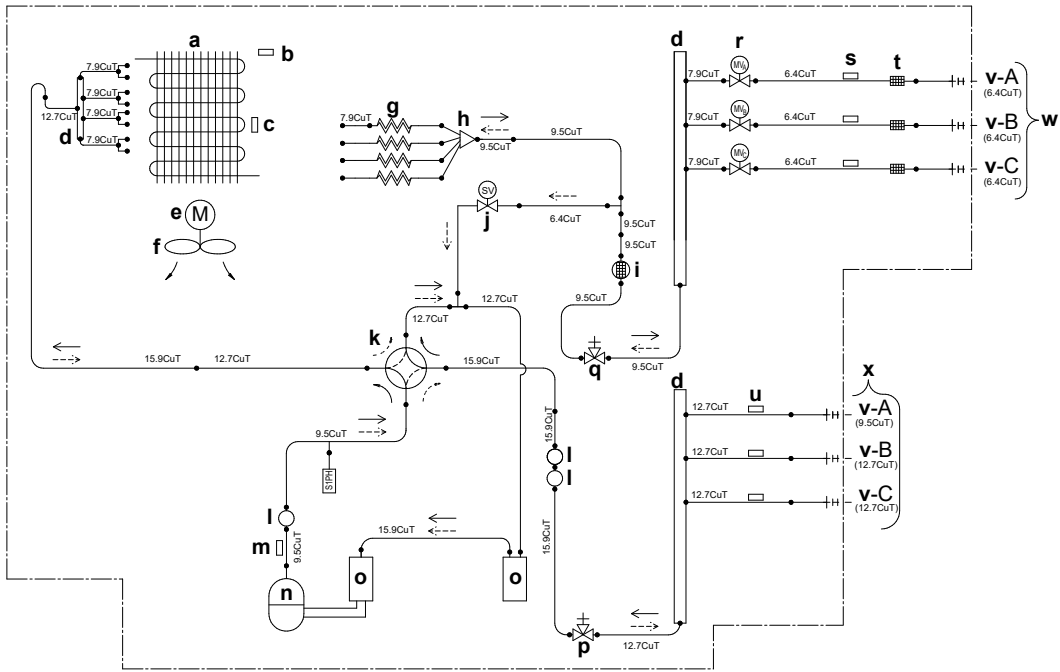 a
b
7.9CuT
7.9CuT
7.9CuT
7.9CuT
12.7CuT
d
c
e M
f
g
h
7.9CuT
9.5CuT
9.5CuT
SV
j
6.4CuT
9.5CuT
9.5CuT
i
9.5CuT
q
9.5CuT
d
r
s
t
7.9CuT MVA 6.4CuT v-A
(6.4CuT)
7.9CuT MVB 6.4CuT v-B
(6.4CuT)
7.9CuT MVC 6.4CuT v-C
(6.4CuT)
w
k
12.7CuT
12.7CuT
15.9CuT 12.7CuT
15.9CuT
9.5CuT
S1PH
l
m
9.5CuT
n
15.9CuT
o
o
15.9CuT
l
l
15.9CuT
p
12.7CuT
d
u
x
12.7CuT v-A
(9.5CuT)
12.7CuT v-B
(12.7CuT)
12.7CuT v-C
(12.7CuT)